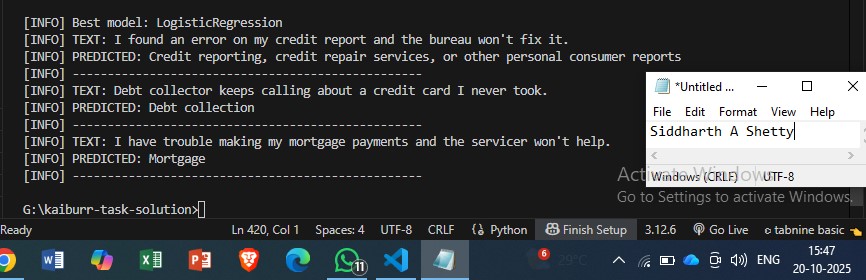 [INFO] Best model: LogisticRegression
[INFO] TEXT: I found an error on my credit report and the bureau won't fix it.
[INFO] PREDICTED: Credit reporting, credit repair services, or other personal consumer reports
[INFO] --------------------------------------------------
[INFO] TEXT: Debt collector keeps calling about a credit card I never took.
[INFO] PREDICTED: Debt collection
[INFO] --------------------------------------------------
[INFO] TEXT: I have trouble making my mortgage payments and the servicer won't help.
[INFO] PREDICTED: Mortgage
[INFO] --------------------------------------------------
G:\kaiburr-task-solution>
*Untitled ...
File Edit Format View Help
Siddharth A Shetty
Windows (CRLF) UTF-8
Activate Windows
Go to Settings to activate Windows.
Ready Ln 420, Col 1 Spaces: 4 UTF-8 CRLF Python Finish Setup 3.12.6 Go Live tabnine basic
11 6 29°C ENG 15:47
20-10-2025